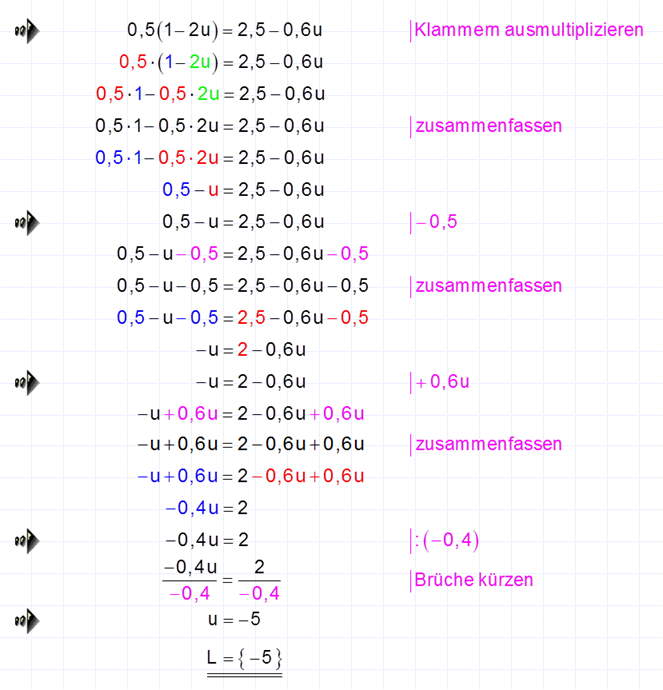 0,5(1−2u)=2,5−0,6u |Klammern ausmultiplizieren
0,5·(1−2u)=2,5−0,6u
0,5·1−0,5·2u=2,5−0,6u
0,5·1−0,5·2u=2,5−0,6u |zusammenfassen
0,5·1−0,5·2u=2,5−0,6u
0,5−u=2,5−0,6u
0,5−u=2,5−0,6u |−0,5
0,5−u−0,5=2,5−0,6u−0,5
0,5−u−0,5=2,5−0,6u−0,5 |zusammenfassen
0,5−u−0,5=2,5−0,6u−0,5
−u=2−0,6u
−u=2−0,6u |+0,6u
−u+0,6u=2−0,6u+0,6u
−u+0,6u=2−0,6u+0,6u |zusammenfassen
−u+0,6u=2−0,6u+0,6u
−0,4u=2
−0,4u=2 |:(−0,4)
−0,4u 2
= |Brüche kürzen
−0,4 −0,4
u=−5
L={−5}